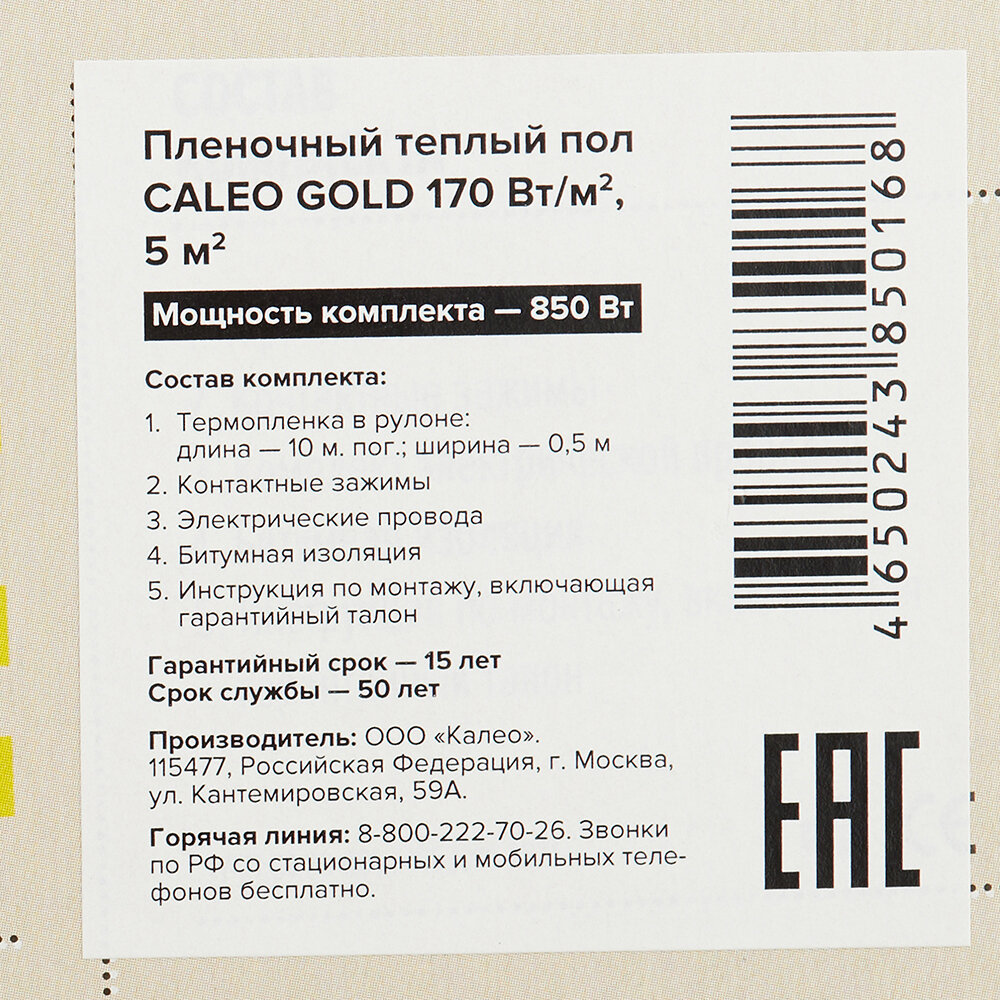 Пленочный теплый пол
CALEO GOLD 170 Вт/м²,
5 м²
Мощность комплекта — 850 Вт
Состав комплекта:
1. Термопленка в рулоне:
длина — 10 м. пог.; ширина — 0,5 м
2. Контактные зажимы
3. Электрические провода
4. Битумная изоляция
5. Инструкция по монтажу, включающая
гарантийный талон
Гарантийный срок — 15 лет
Срок службы — 50 лет
Производитель: ООО «Калео».
115477, Российская Федерация, г. Москва,
ул. Кантемировская, 59А.
Горячая линия: 8-800-222-70-26. Звонки
по РФ со стационарных и мобильных теле-
фонов бесплатно.
4650243850168
EAC